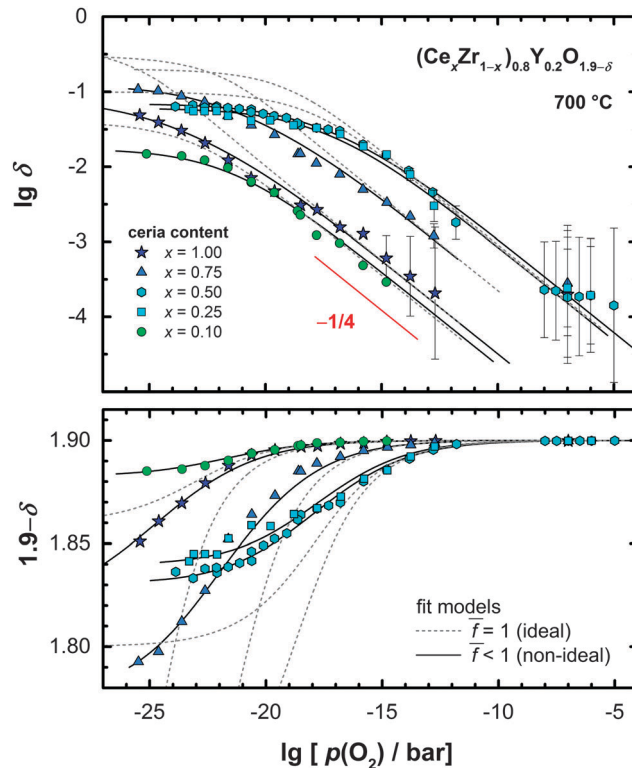 (CeₓZr₁₋ₓ)₀.₈Y₀.₂O₁.₉₋δ
700 °C
0
-1
-2
-3
-4
lg δ
ceria content
x = 1.00
x = 0.75
x = 0.50
x = 0.25
x = 0.10
–1/4
1.90
1.85
1.80
1.9–δ
fit models
f̅ = 1 (ideal)
f̅ < 1 (non-ideal)
-25 -20 -15 -10 -5
lg [ p(O₂) / bar]